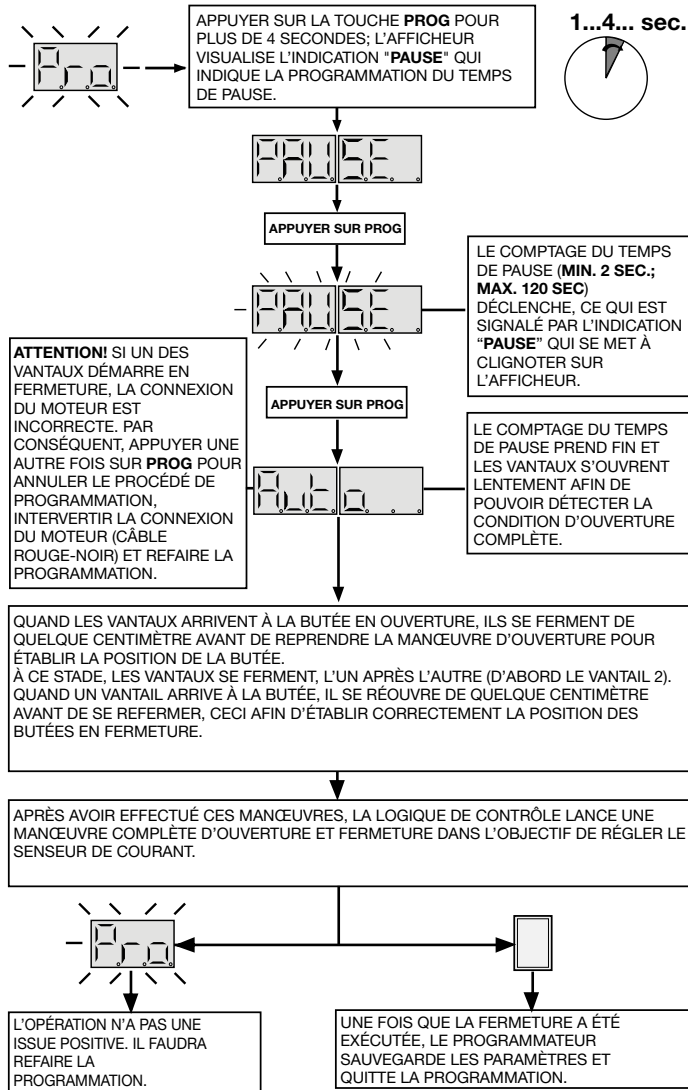 Pro
APPUYER SUR LA TOUCHE PROG POUR
PLUS DE 4 SECONDES; L'AFFICHEUR
VISUALISE L'INDICATION "PAUSE" QUI
INDIQUE LA PROGRAMMATION DU TEMPS
DE PAUSE.
1...4... sec.
PAUSE
APPUYER SUR PROG
PAUSE
LE COMPTAGE DU TEMPS
DE PAUSE (MIN. 2 SEC.;
MAX. 120 SEC)
DÉCLENCHE, CE QUI EST
SIGNALÉ PAR L'INDICATION
“PAUSE” QUI SE MET À
CLIGNOTER SUR
L'AFFICHEUR.
ATTENTION! SI UN DES
VANTAUX DÉMARRE EN
FERMETURE, LA CONNEXION
DU MOTEUR EST
INCORRECTE. PAR
CONSÉQUENT, APPUYER UNE
AUTRE FOIS SUR PROG POUR
ANNULER LE PROCÉDÉ DE
PROGRAMMATION,
INTERVERTIR LA CONNEXION
DU MOTEUR (CÂBLE
ROUGE-NOIR) ET REFAIRE LA
PROGRAMMATION.
APPUYER SUR PROG
Auto
LE COMPTAGE DU TEMPS
DE PAUSE PREND FIN ET
LES VANTAUX S'OUVRENT
LENTEMENT AFIN DE
POUVOIR DÉTECTER LA
CONDITION D'OUVERTURE
COMPLÈTE.
QUAND LES VANTAUX ARRIVENT À LA BUTÉE EN OUVERTURE, ILS SE FERMENT DE
QUELQUE CENTIMÈTRE AVANT DE REPRENDRE LA MANŒUVRE D'OUVERTURE POUR
ÉTABLIR LA POSITION DE LA BUTÉE.
À CE STADE, LES VANTAUX SE FERMENT, L'UN APRÈS L'AUTRE (D'ABORD LE VANTAIL 2).
QUAND UN VANTAIL ARRIVE À LA BUTÉE, IL SE RÉOUVRE DE QUELQUE CENTIMÈTRE
AVANT DE SE REFERMER, CECI AFIN D'ÉTABLIR CORRECTEMENT LA POSITION DES
BUTÉES EN FERMETURE.
APRÈS AVOIR EFFECTUÉ CES MANŒUVRES, LA LOGIQUE DE CONTRÔLE LANCE UNE
MANŒUVRE COMPLÈTE D'OUVERTURE ET FERMETURE DANS L'OBJECTIF DE RÉGLER LE
SENSEUR DE COURANT.
Pro
L'OPÉRATION N'A PAS UNE
ISSUE POSITIVE. IL FAUDRA
REFAIRE LA
PROGRAMMATION.
UNE FOIS QUE LA FERMETURE A ÉTÉ
EXÉCUTÉE, LE PROGRAMMATEUR
SAUVEGARDE LES PARAMÈTRES ET
QUITTE LA PROGRAMMATION.